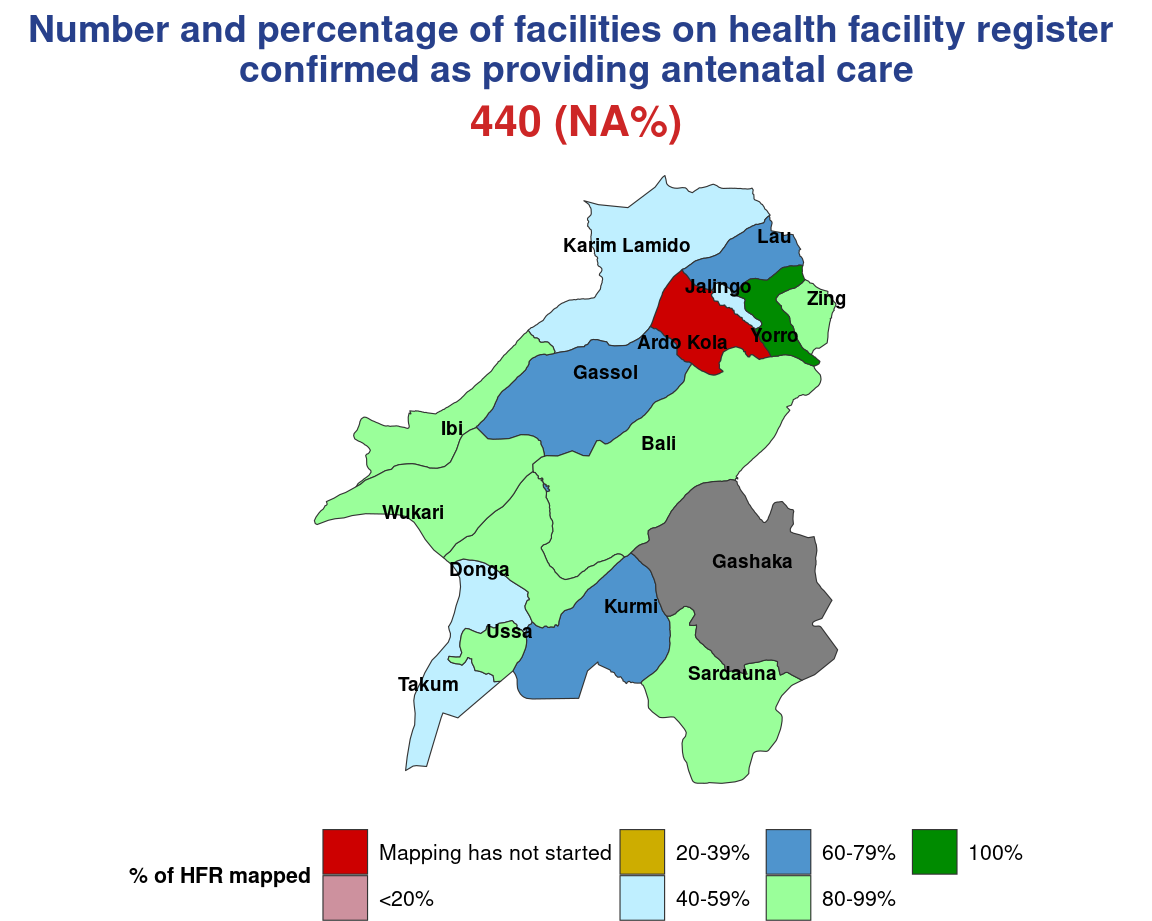 Number and percentage of facilities on health facility register
confirmed as providing antenatal care
440 (NA%)
Karim Lamido
Lau
Jalingo
Zing
Yorro
Ardo Kola
Gassol
Ibi
Bali
Wukari
Gashaka
Donga
Kurmi
Ussa
Sardauna
Takum
% of HFR mapped
Mapping has not started
<20%
20-39%
40-59%
60-79%
80-99%
100%